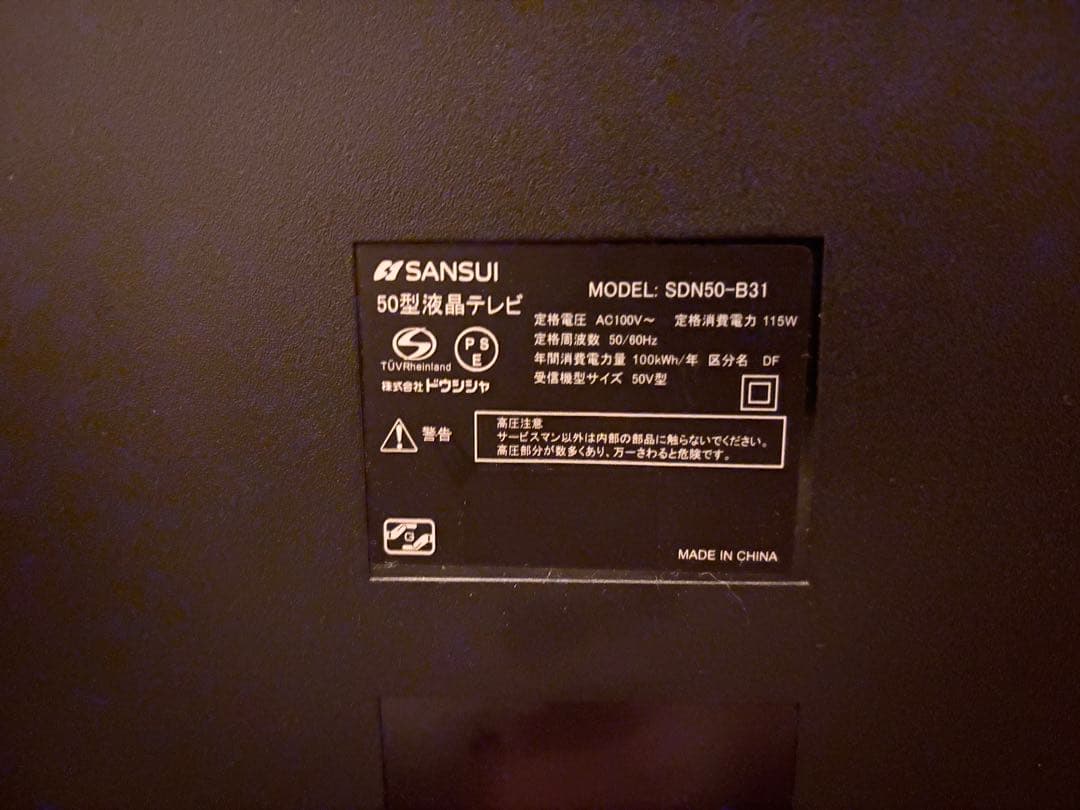 SANSUI
50型液晶テレビ
MODEL: SDN50-B31
定格電圧 AC100V～ 定格消費電力 115W
定格周波数 50/60Hz
年間消費電力量 100kWh/年 区分名 DF
受信機型サイズ 50V型
TÜVRheinland
PSE
株式会社ドウシシャ
警告
高圧注意
サービスマン以外は内部の部品に触らないでください。
高圧部分が数多くあり、万一さわると危険です。
G
MADE IN CHINA